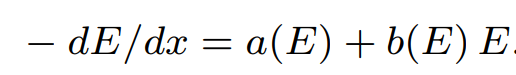 − dE/dx = a(E) + b(E) E.